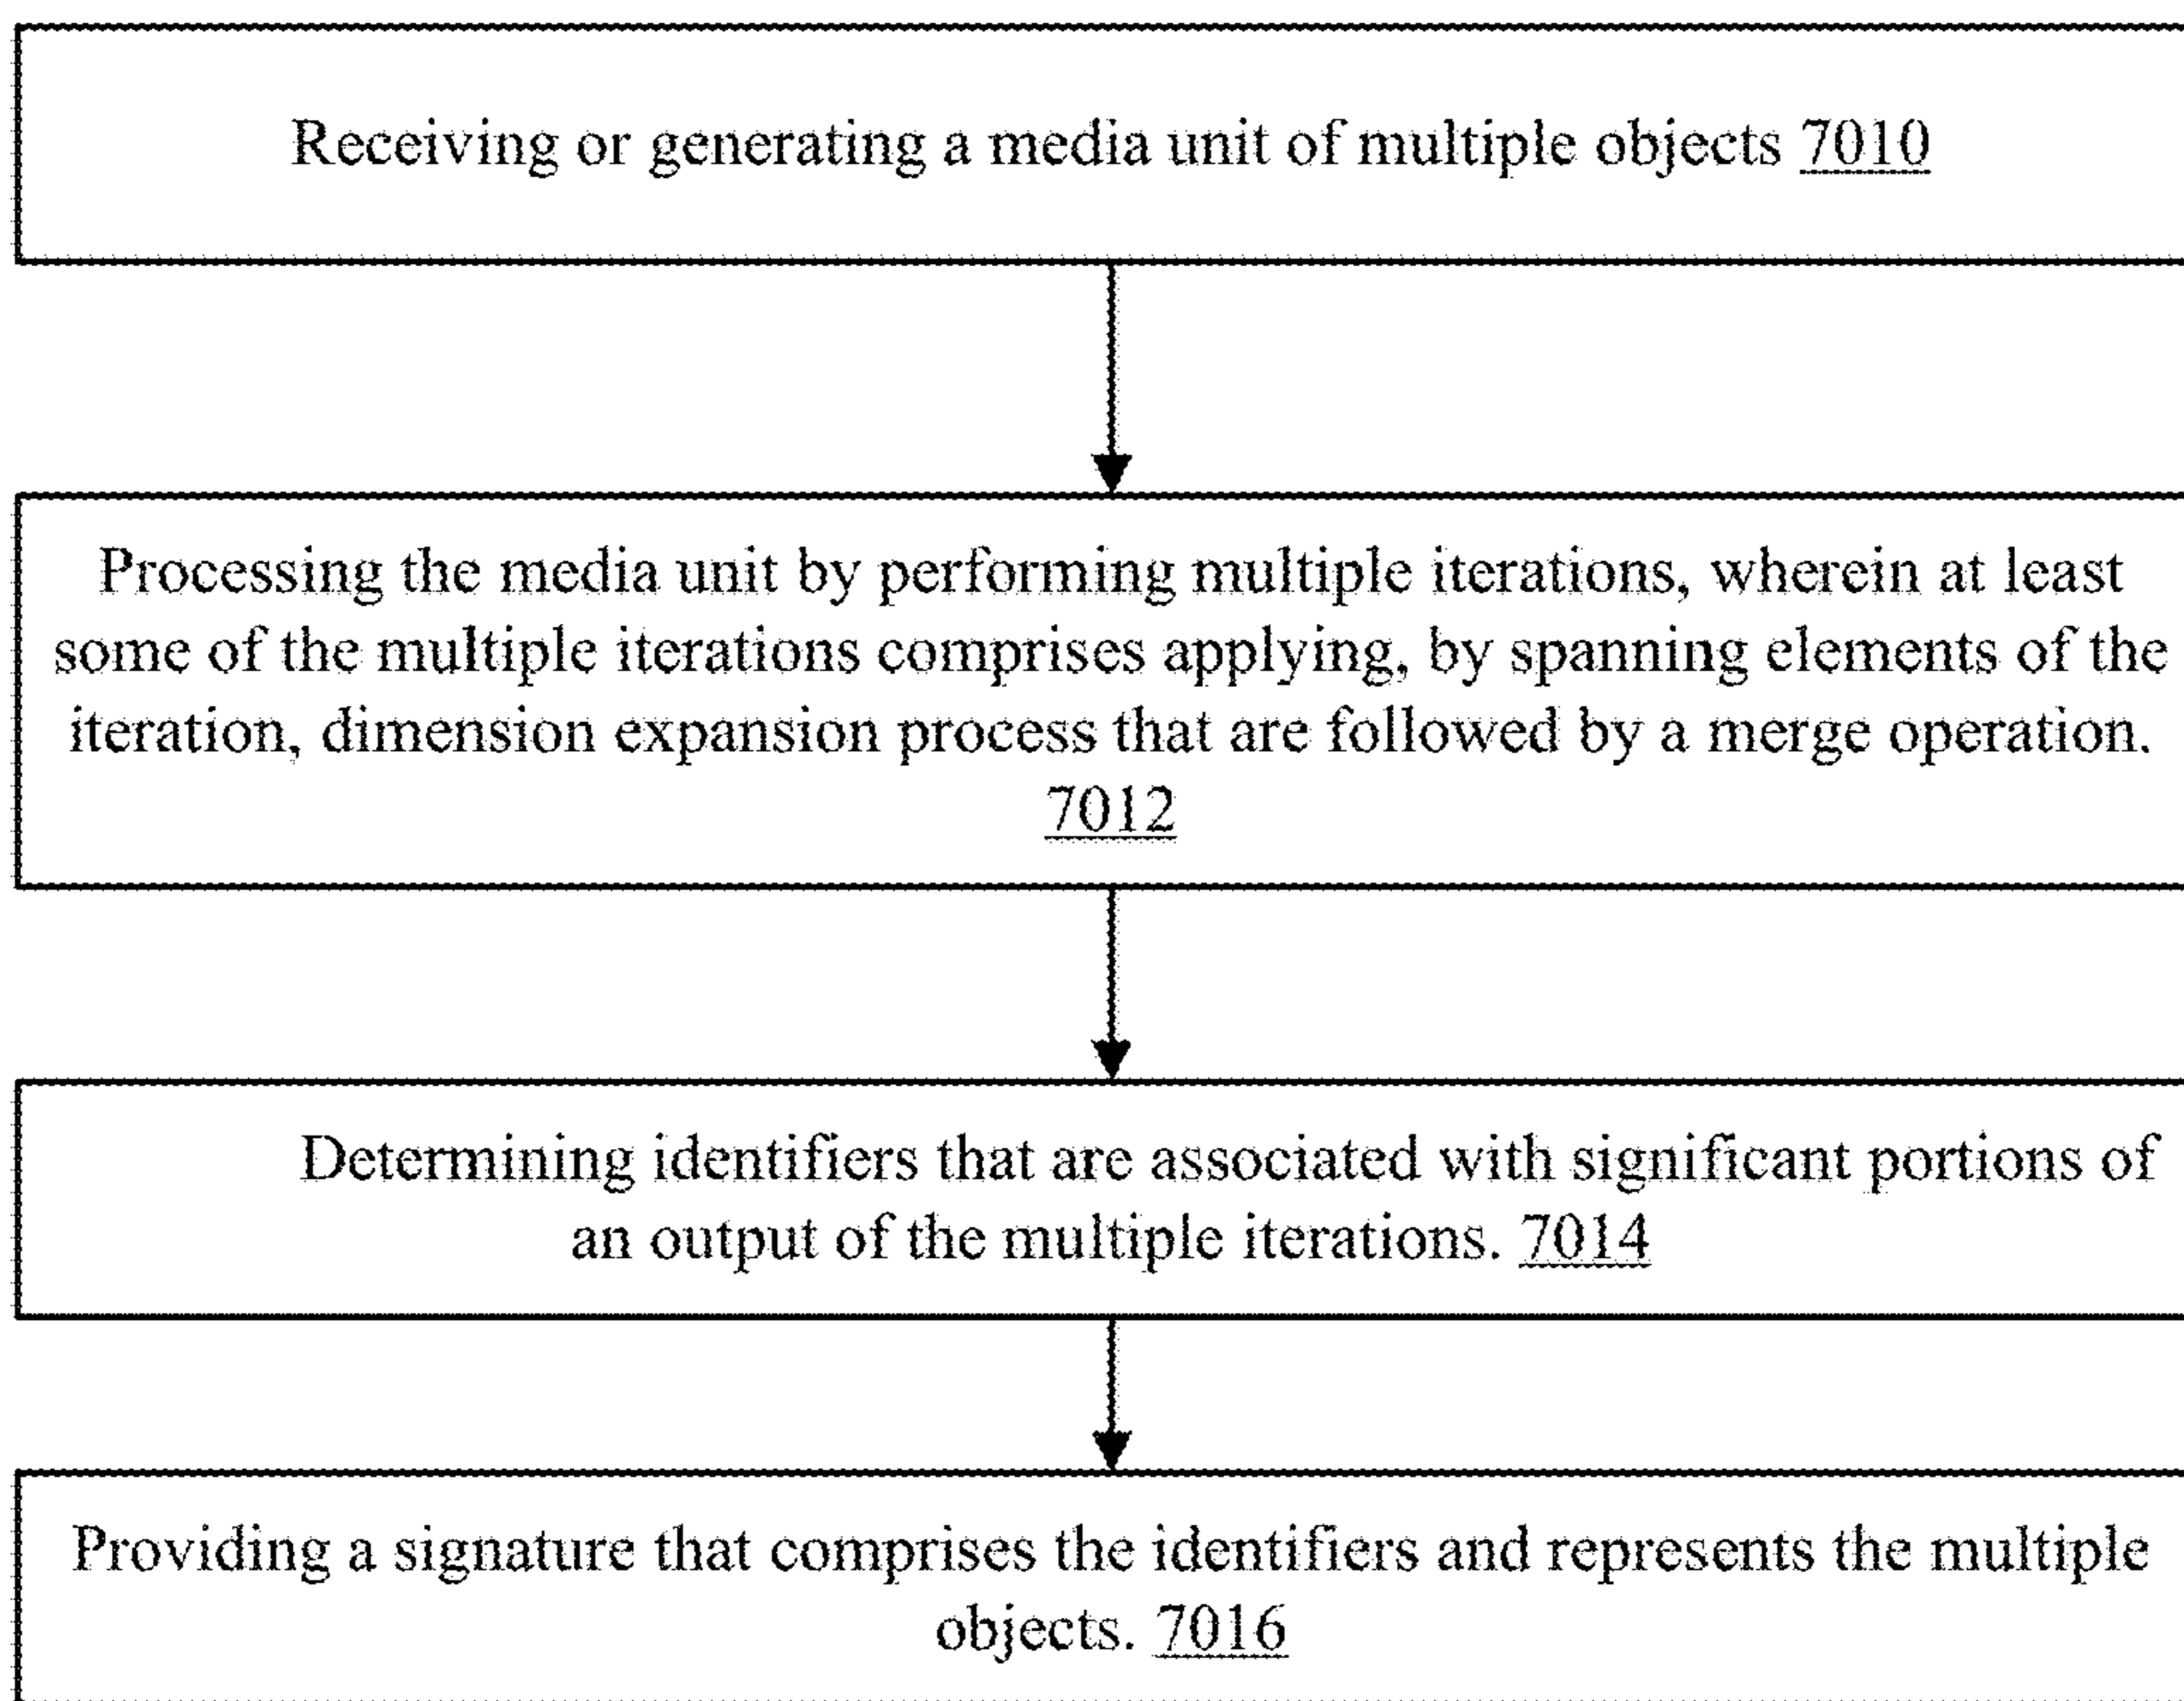 Receiving or generating a media unit of multiple objects 7010
Processing the media unit by performing multiple iterations, wherein at least
some of the multiple iterations comprises applying, by spanning elements of the
iteration, dimension expansion process that are followed by a merge operation.
7012
Determining identifiers that are associated with significant portions of
an output of the multiple iterations. 7014
Providing a signature that comprises the identifiers and represents the multiple
objects. 7016